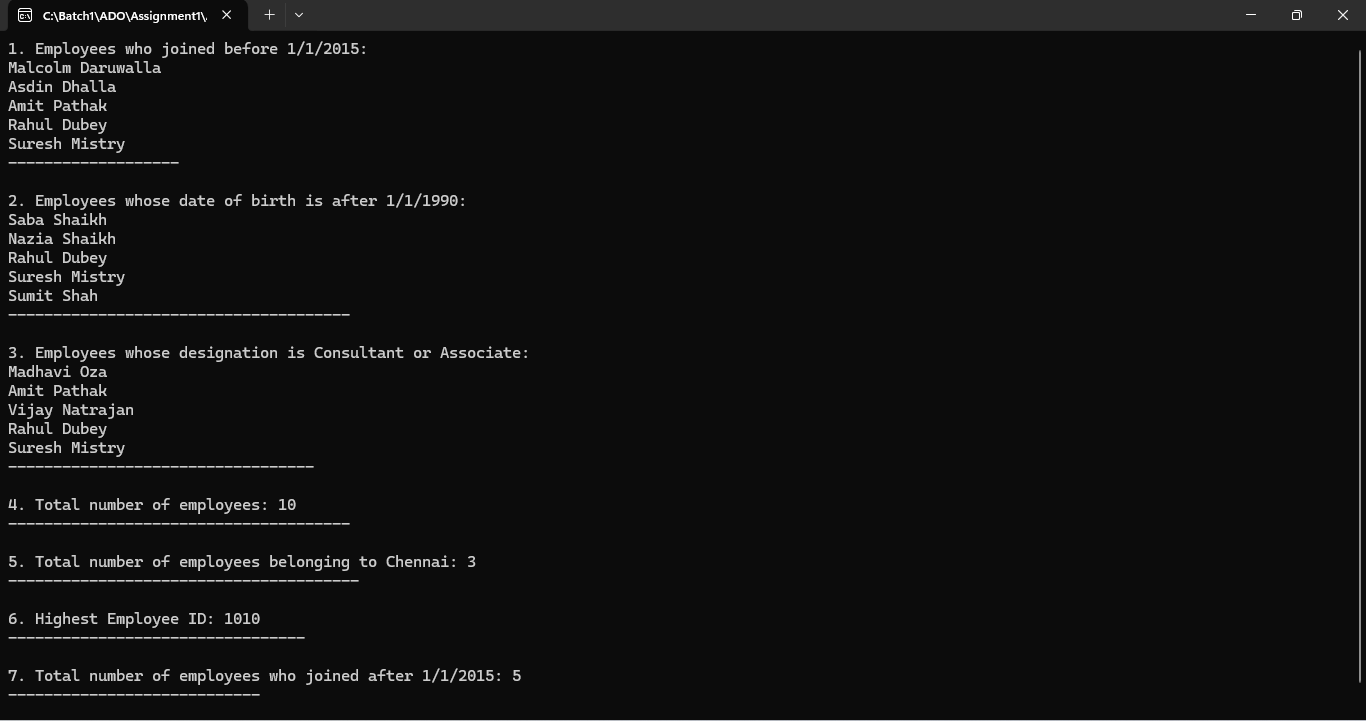 C:\Batch1\ADO\Assignment1\
1. Employees who joined before 1/1/2015:
Malcolm Daruwalla
Asdin Dhalla
Amit Pathak
Rahul Dubey
Suresh Mistry
-------------------
2. Employees whose date of birth is after 1/1/1990:
Saba Shaikh
Nazia Shaikh
Rahul Dubey
Suresh Mistry
Sumit Shah
--------------------------------------
3. Employees whose designation is Consultant or Associate:
Madhavi Oza
Amit Pathak
Vijay Natrajan
Rahul Dubey
Suresh Mistry
----------------------------------
4. Total number of employees: 10
--------------------------------------
5. Total number of employees belonging to Chennai: 3
---------------------------------------
6. Highest Employee ID: 1010
---------------------------------
7. Total number of employees who joined after 1/1/2015: 5
----------------------------